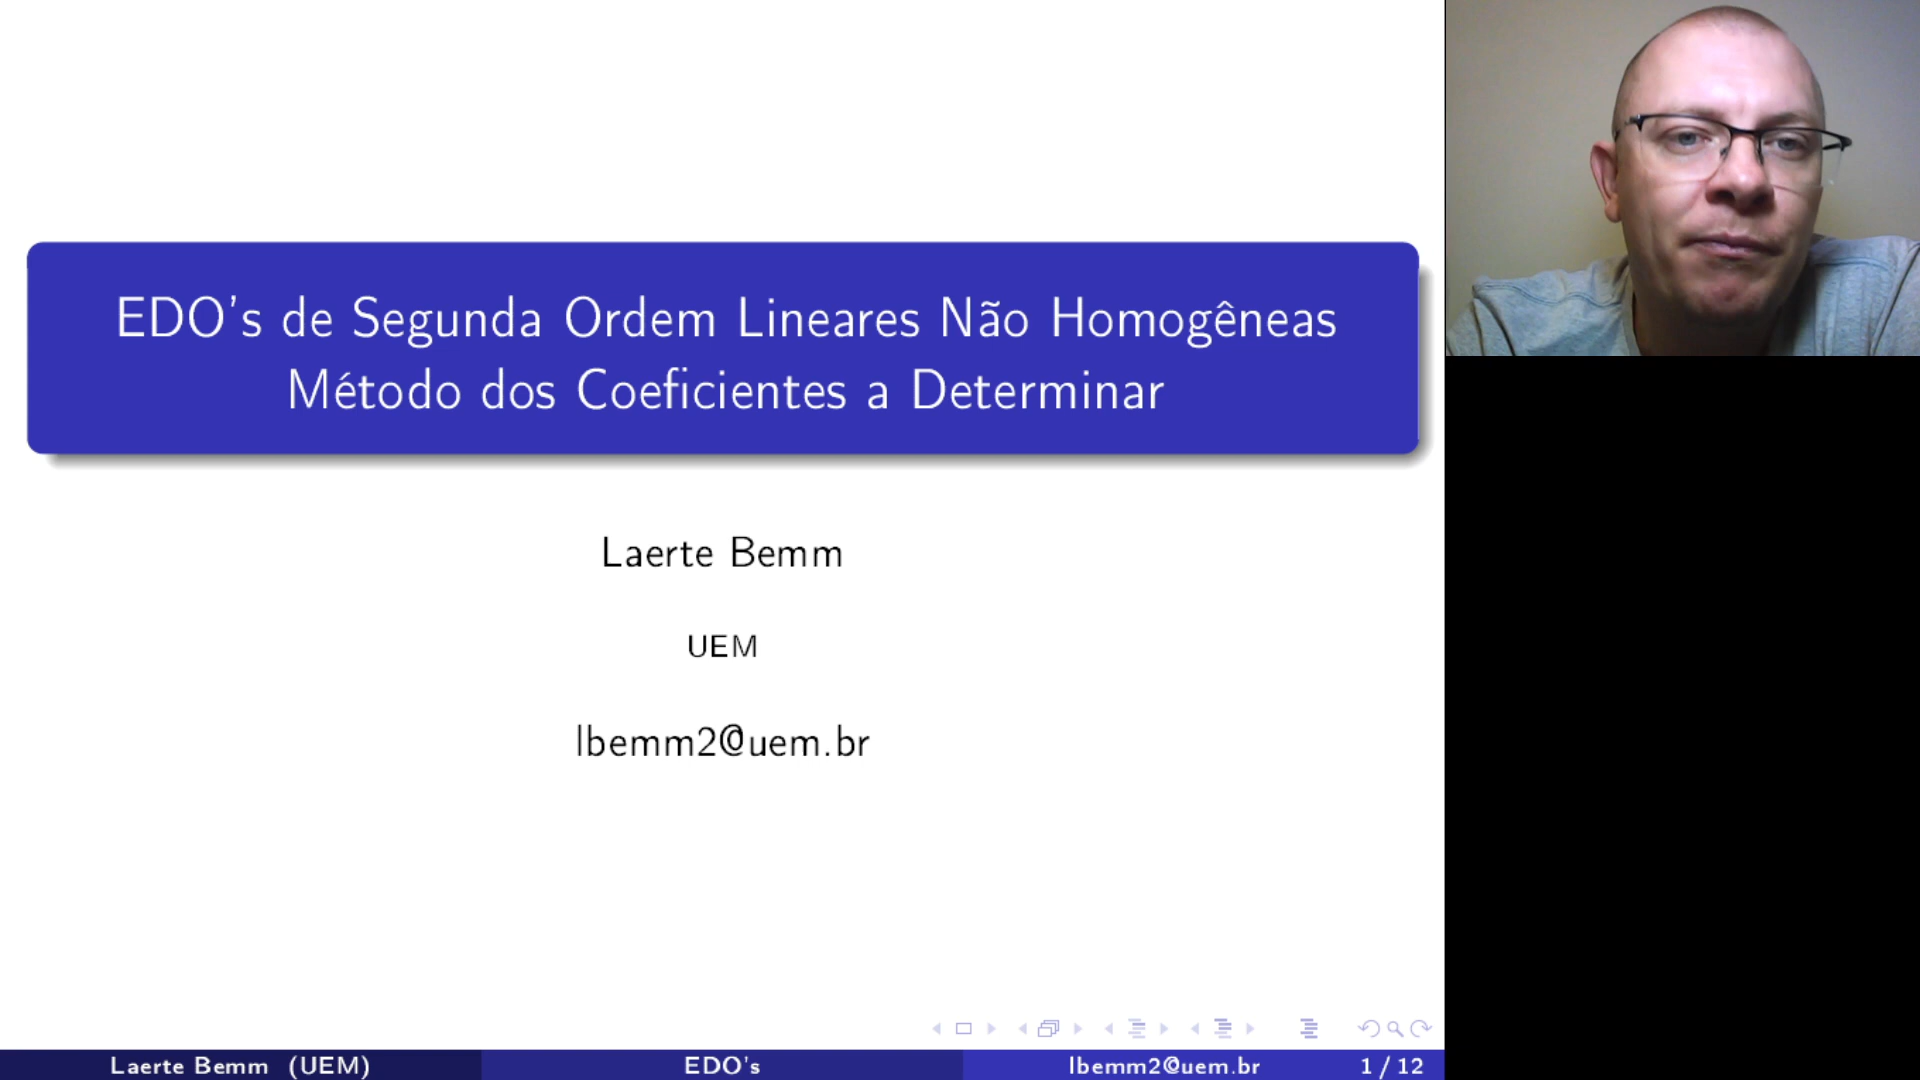 EDO's de Segunda Ordem Lineares Não Homogêneas
Método dos Coeficientes a Determinar
Laerte Bemm
UEM
lbemm2@uem.br
Laerte Bemm (UEM) EDO's lbemm2@uem.br 1 / 12